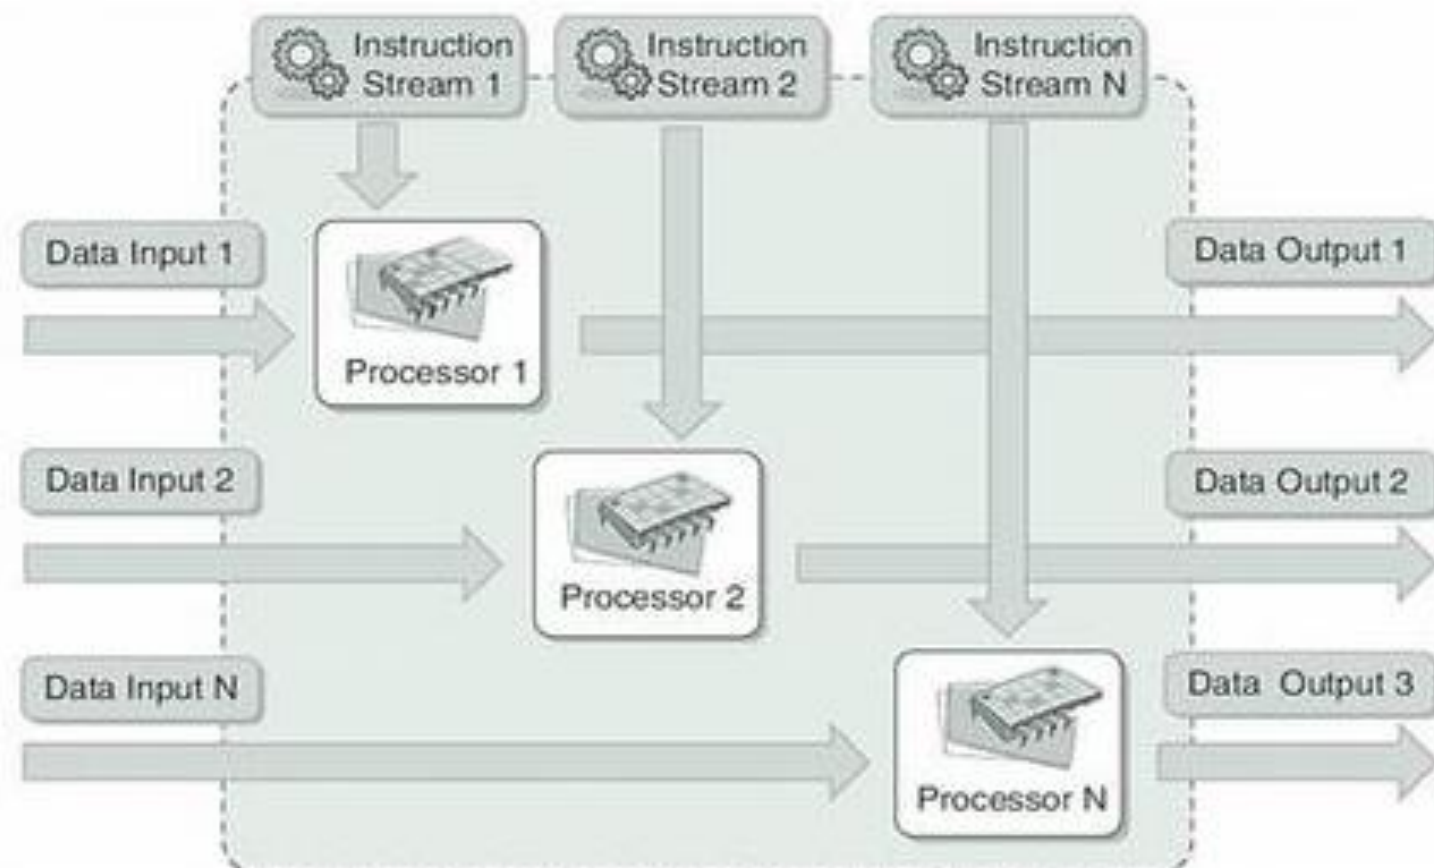 Instruction
Stream 1
Instruction
Stream 2
Instruction
Stream N
Data Input 1
Processor 1
Data Output 1
Data Input 2
Processor 2
Data Output 2
Data Input N
Processor N
Data Output 3